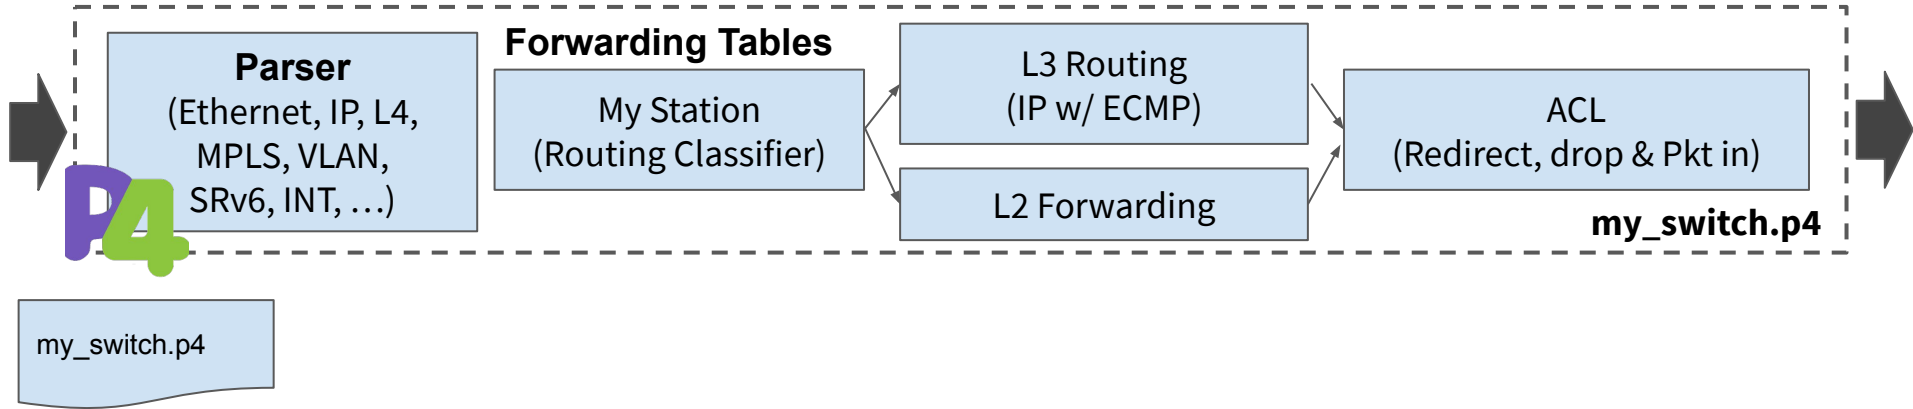 Parser
(Ethernet, IP, L4,
MPLS, VLAN,
SRv6, INT, …)
Forwarding Tables
My Station
(Routing Classifier)
L3 Routing
(IP w/ ECMP)
L2 Forwarding
ACL
(Redirect, drop & Pkt in)
my_switch.p4
P4
my_switch.p4